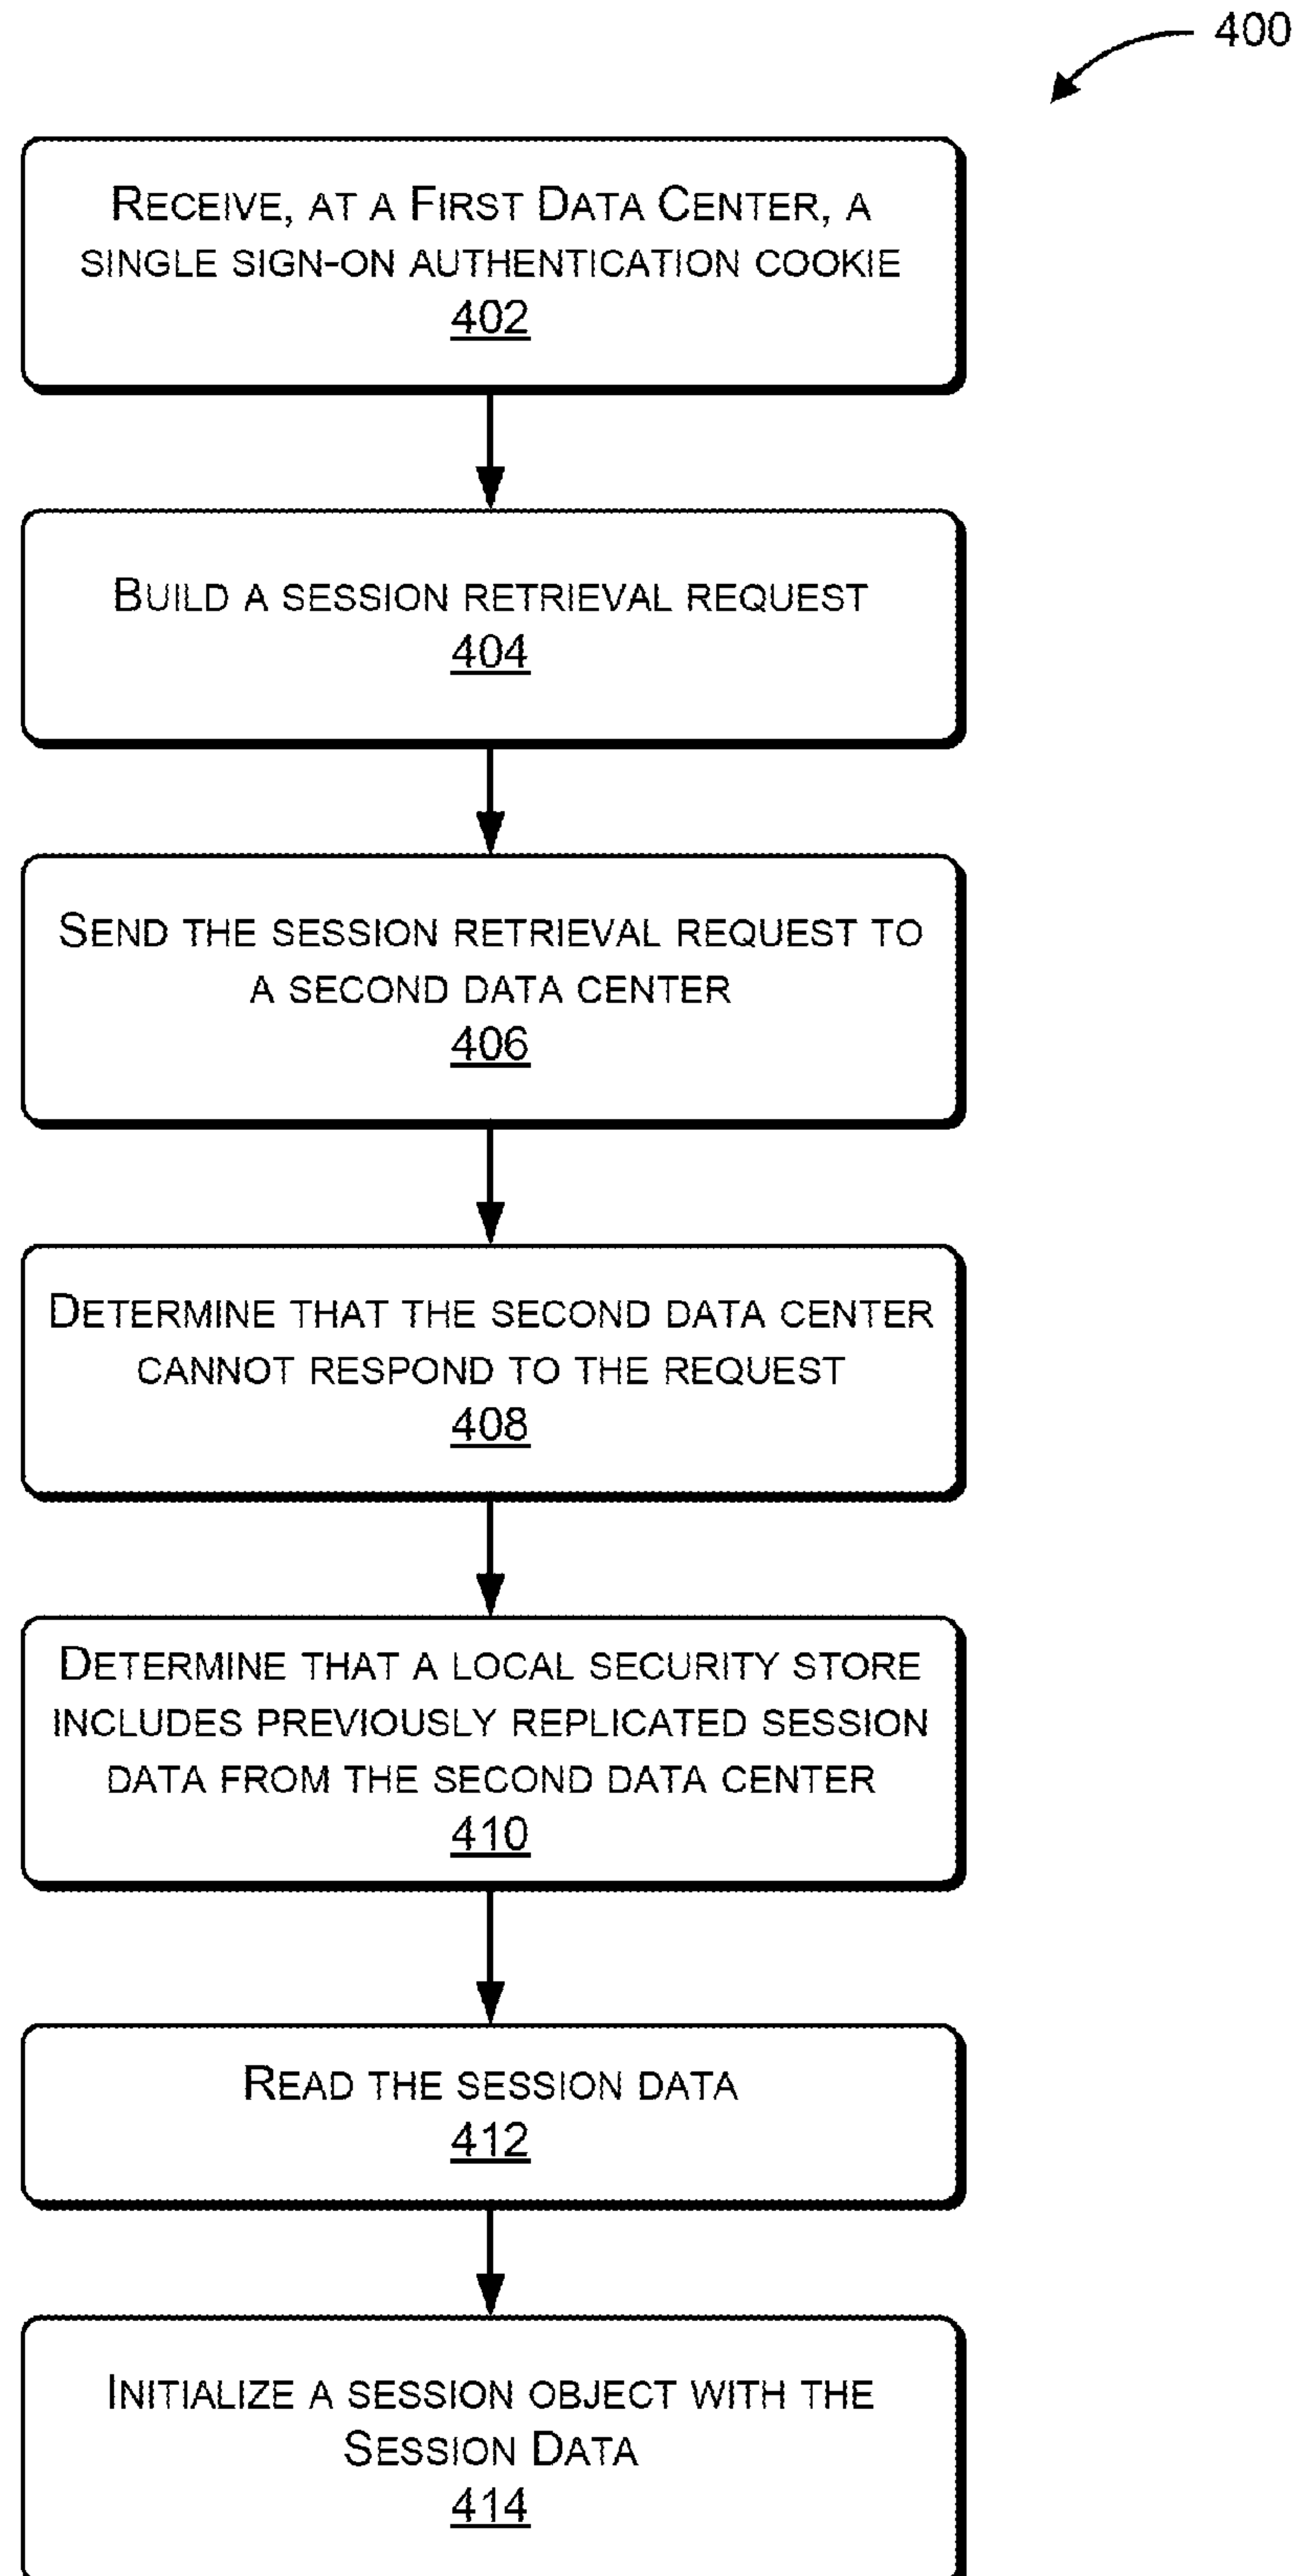 400
RECEIVE, AT A FIRST DATA CENTER, A
SINGLE SIGN-ON AUTHENTICATION COOKIE
402
BUILD A SESSION RETRIEVAL REQUEST
404
SEND THE SESSION RETRIEVAL REQUEST TO
A SECOND DATA CENTER
406
DETERMINE THAT THE SECOND DATA CENTER
CANNOT RESPOND TO THE REQUEST
408
DETERMINE THAT A LOCAL SECURITY STORE
INCLUDES PREVIOUSLY REPLICATED SESSION
DATA FROM THE SECOND DATA CENTER
410
READ THE SESSION DATA
412
INITIALIZE A SESSION OBJECT WITH THE
SESSION DATA
414